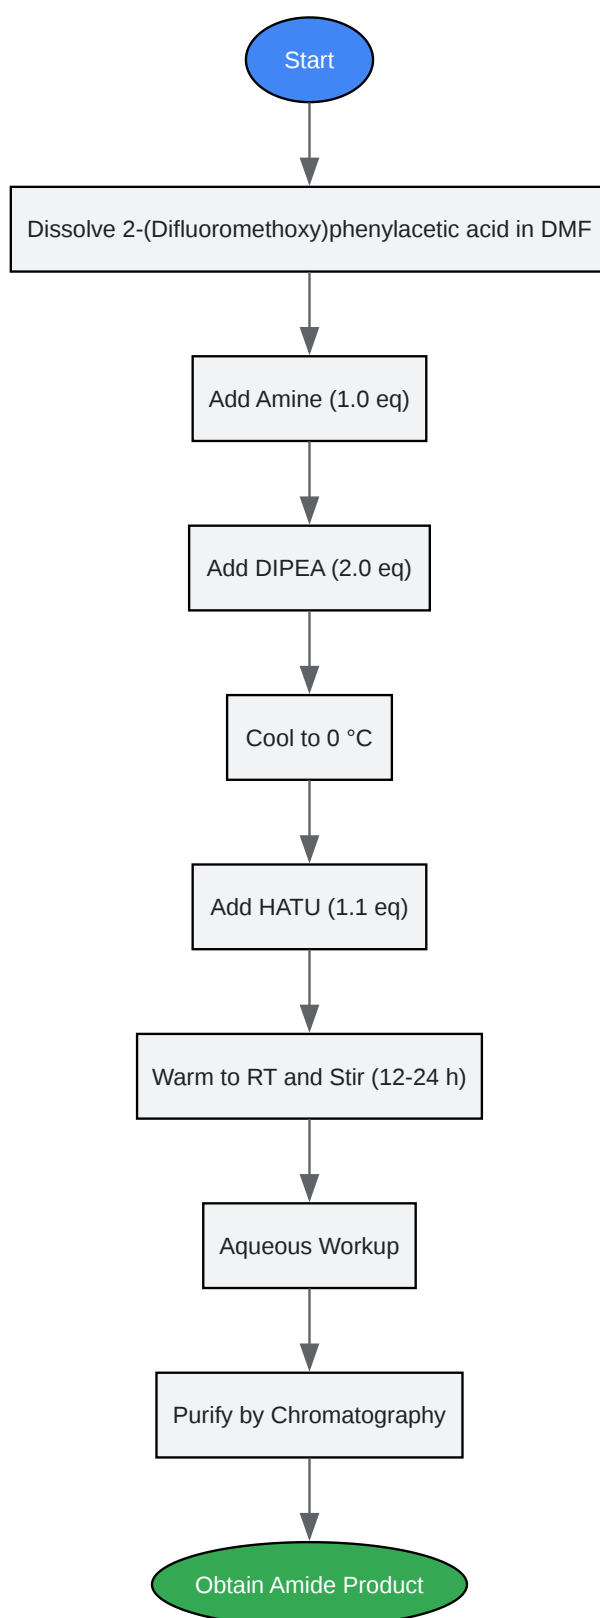 Start
Dissolve 2-(Difluoromethoxy)phenylacetic acid in DMF
Add Amine (1.0 eq)
Add DIPEA (2.0 eq)
Cool to 0 °C
Add HATU (1.1 eq)
Warm to RT and Stir (12-24 h)
Aqueous Workup
Purify by Chromatography
Obtain Amide Product